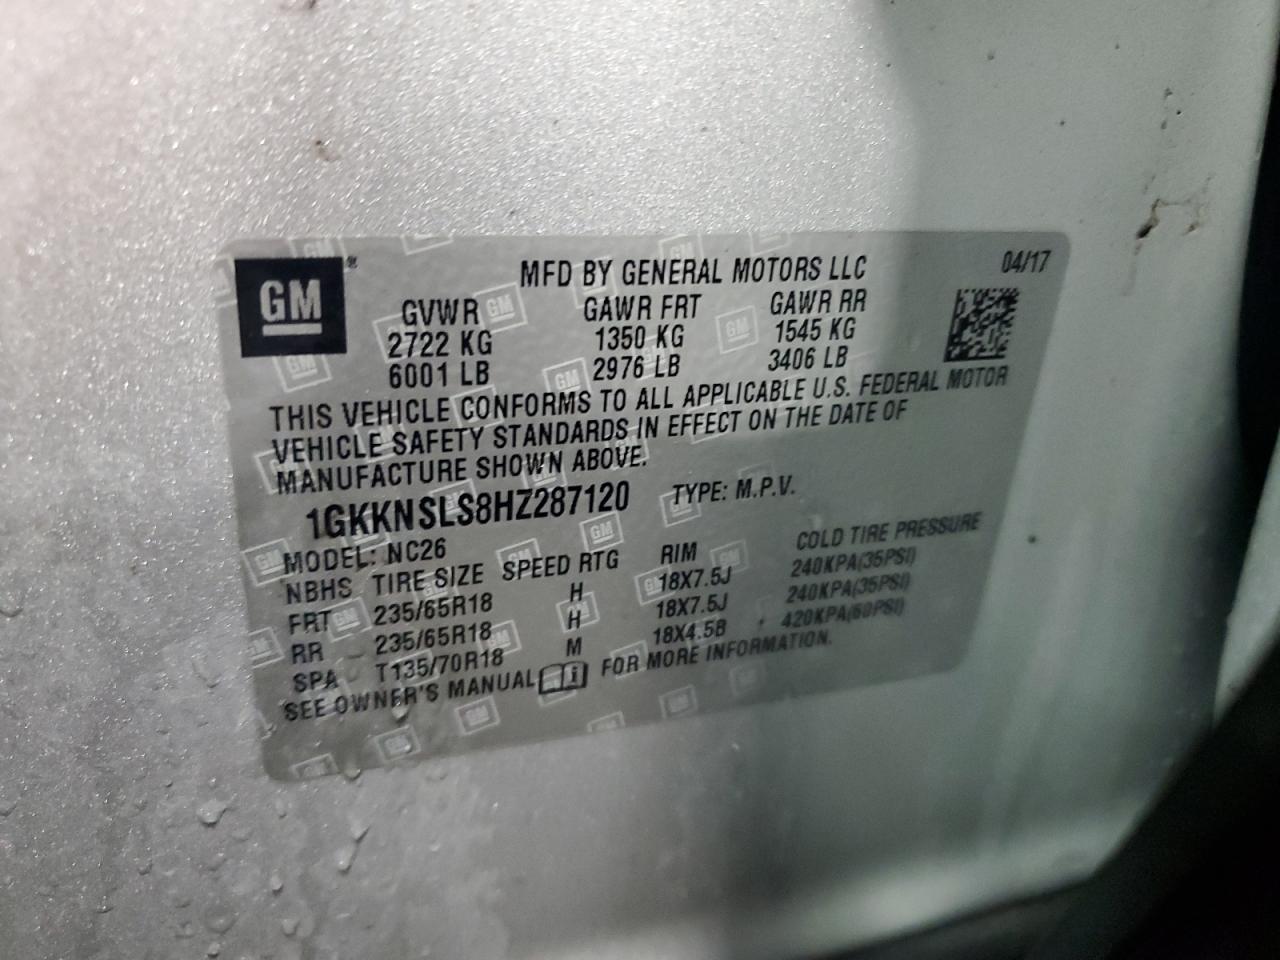 GM®
MFD BY GENERAL MOTORS LLC 04/17
GVWR GAWR FRT GAWR RR
2722 KG 1350 KG 1545 KG
6001 LB 2976 LB 3406 LB
THIS VEHICLE CONFORMS TO ALL APPLICABLE U.S. FEDERAL MOTOR
VEHICLE SAFETY STANDARDS IN EFFECT ON THE DATE OF
MANUFACTURE SHOWN ABOVE.
1GKKNSLS8HZ287120 TYPE: M.P.V.
MODEL: NC26
NBHS TIRE SIZE SPEED RTG RIM COLD TIRE PRESSURE
FRT 235/65R18 H 18X7.5J 240KPA(35PSI)
RR 235/65R18 H 18X7.5J 240KPA(35PSI)
SPA T135/70R18 M 18X4.5B 420KPA(60PSI)
SEE OWNER'S MANUAL FOR MORE INFORMATION.